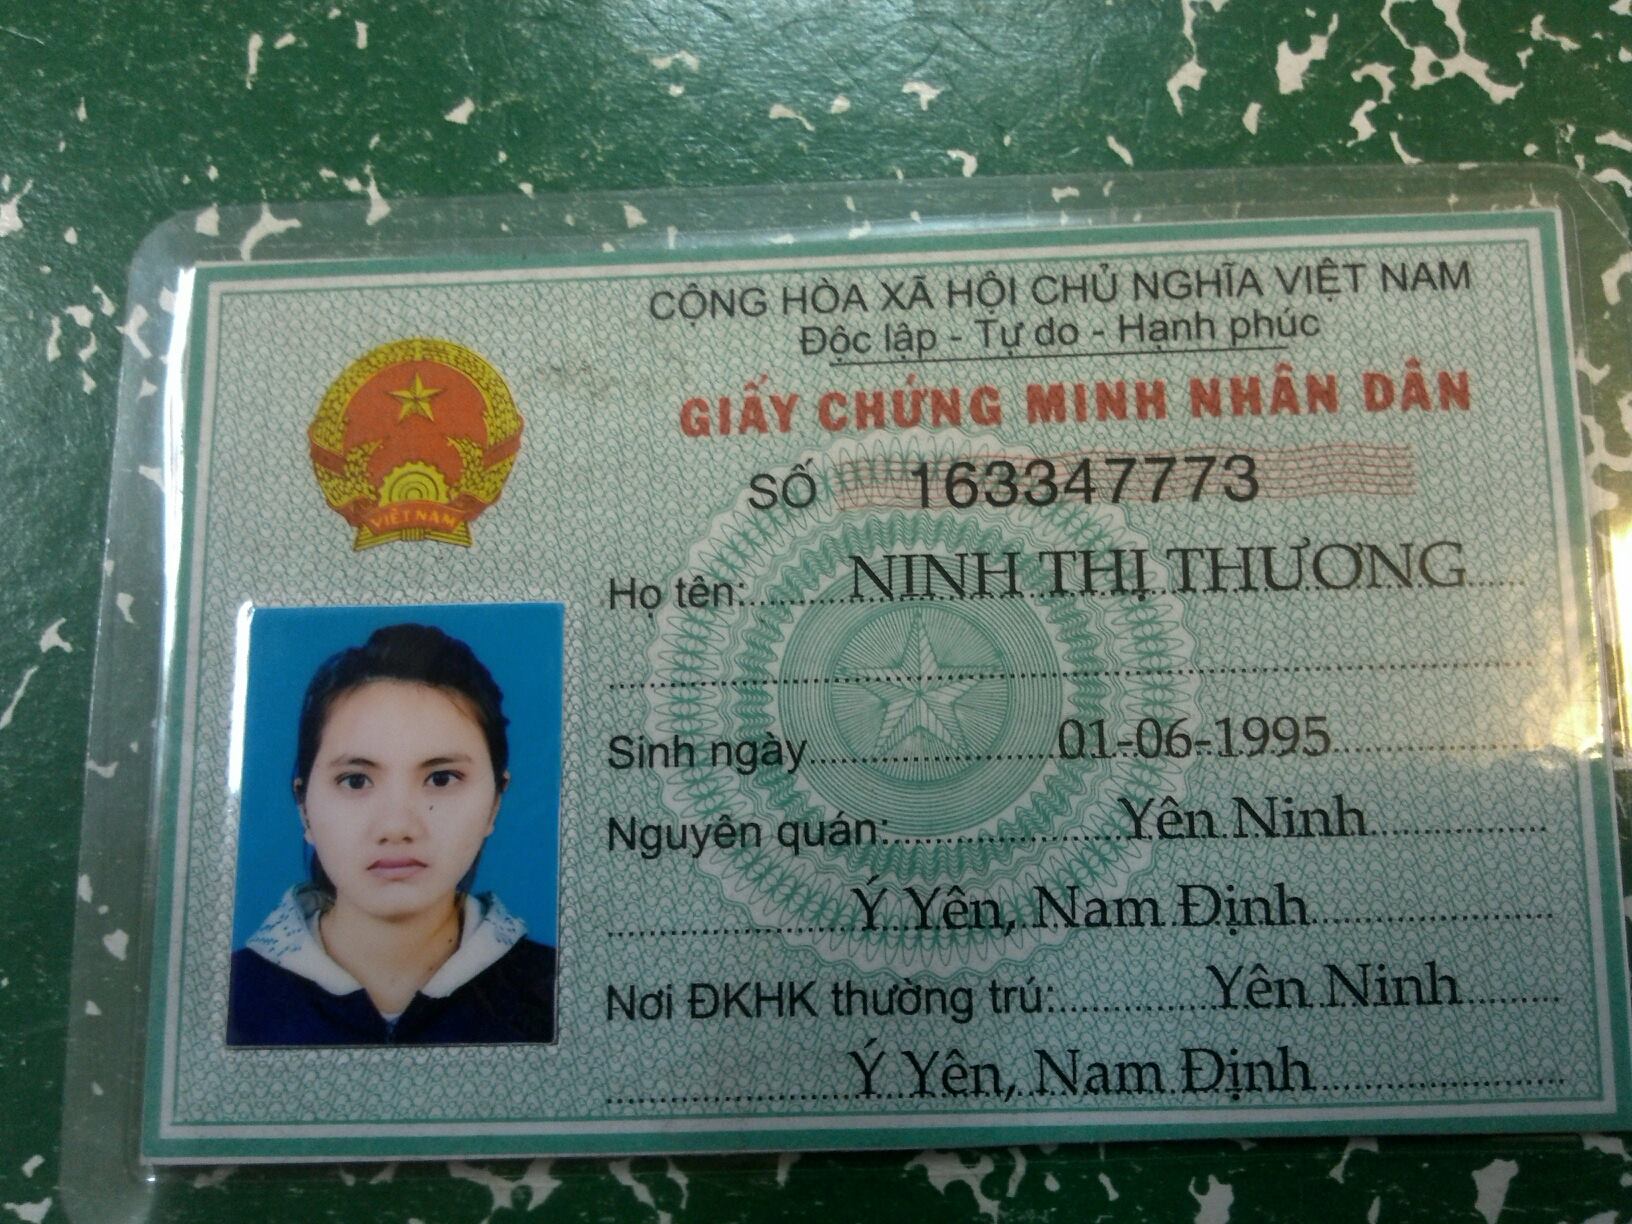 CỘNG HÒA XÃ HỘI CHỦ NGHĨA VIỆT NAM
Độc lập - Tự do - Hạnh phúc
GIẤY CHỨNG MINH NHÂN DÂN
SỐ 163347773
VIỆT NAM
Họ tên: NINH THỊ THƯƠNG
Sinh ngày 01-06-1995
Nguyên quán: Yên Ninh
Ý Yên, Nam Định
Nơi ĐKHK thường trú: Yên Ninh
Ý Yên, Nam Định